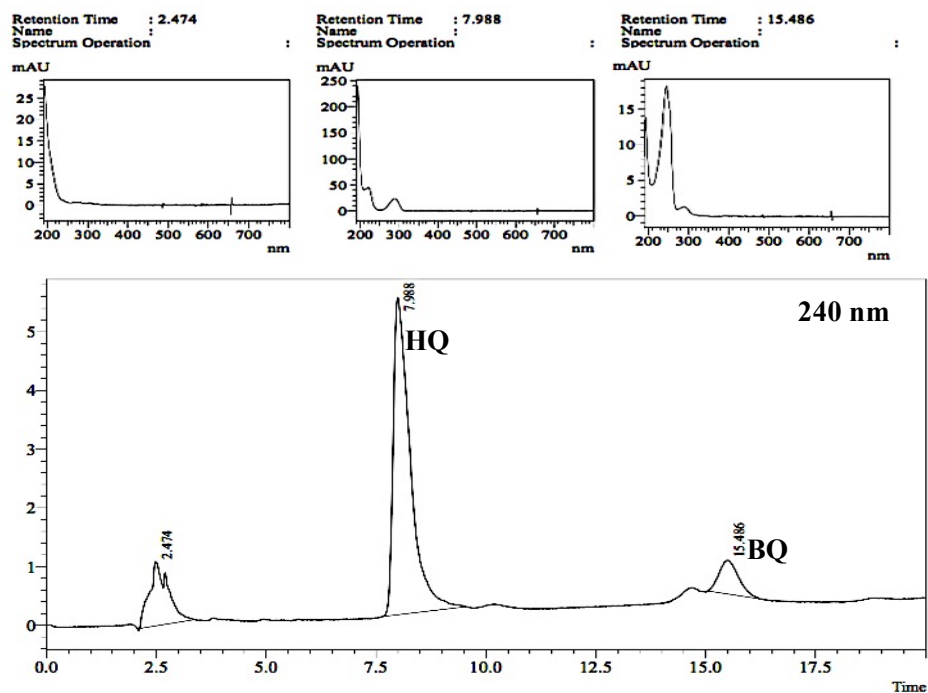 Retention Time : 2.474
Name :
Spectrum Operation :
mAU
25
20
15
10
5
0
200 300 400 500 600 700
nm
Retention Time : 7.988
Name :
Spectrum Operation :
mAU
250
200
150
100
50
0
200 300 400 500 600 700
nm
Retention Time : 15.486
Name :
Spectrum Operation :
mAU
15
10
5
0
200 300 400 500 600 700
nm
240 nm
7.988
HQ
2.474
15.486
BQ
5
4
3
2
1
0
0.0 2.5 5.0 7.5 10.0 12.5 15.0 17.5
Time